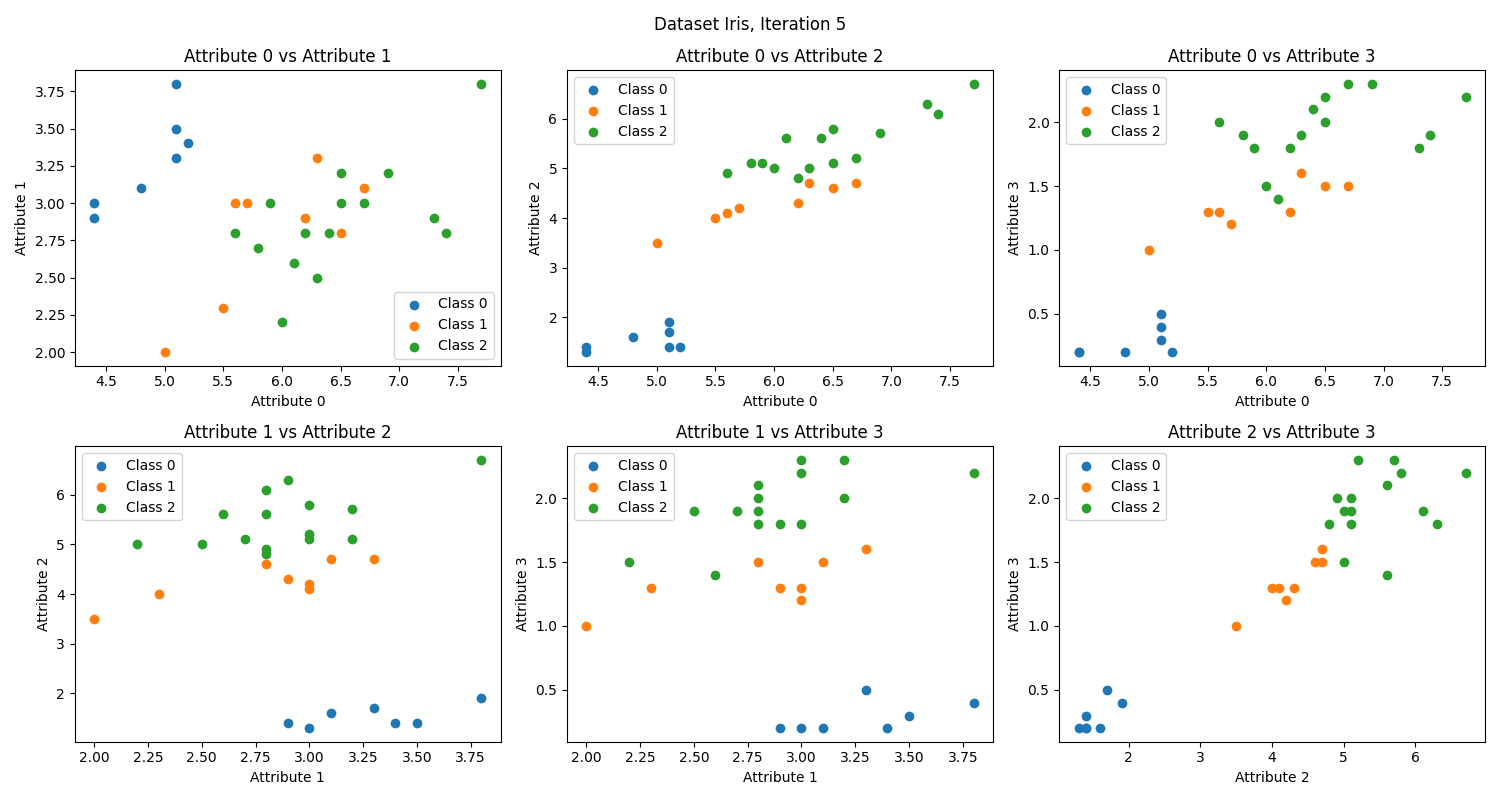 Dataset Iris, Iteration 5
Attribute 0 vs Attribute 1
3.75
3.50
3.25
3.00
2.75
2.50
2.25
2.00
Attribute 1
Class 0
Class 1
Class 2
4.5 5.0 5.5 6.0 6.5 7.0 7.5
Attribute 0
Attribute 0 vs Attribute 2
Class 0
Class 1
Class 2
6
5
4
3
2
Attribute 2
4.5 5.0 5.5 6.0 6.5 7.0 7.5
Attribute 0
Attribute 0 vs Attribute 3
Class 0
Class 1
Class 2
2.0
1.5
1.0
0.5
Attribute 3
4.5 5.0 5.5 6.0 6.5 7.0 7.5
Attribute 0
Attribute 1 vs Attribute 2
Class 0
Class 1
Class 2
6
5
4
3
2
Attribute 2
2.00 2.25 2.50 2.75 3.00 3.25 3.50 3.75
Attribute 1
Attribute 1 vs Attribute 3
Class 0
Class 1
Class 2
2.0
1.5
1.0
0.5
Attribute 3
2.00 2.25 2.50 2.75 3.00 3.25 3.50 3.75
Attribute 1
Attribute 2 vs Attribute 3
Class 0
Class 1
Class 2
2.0
1.5
1.0
0.5
Attribute 3
2 3 4 5 6
Attribute 2